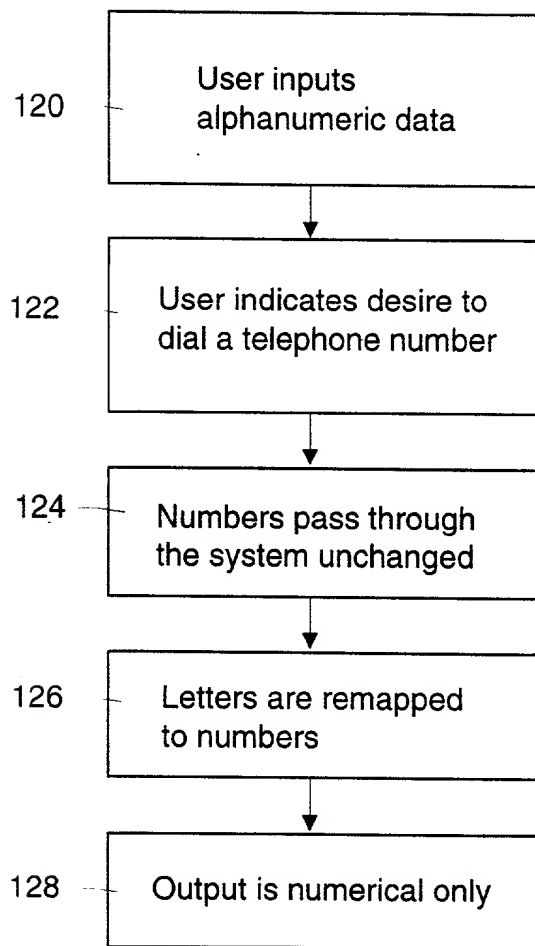 120
User inputs
alphanumeric data
122
User indicates desire to
dial a telephone number
124
Numbers pass through
the system unchanged
126
Letters are remapped
to numbers
128
Output is numerical only